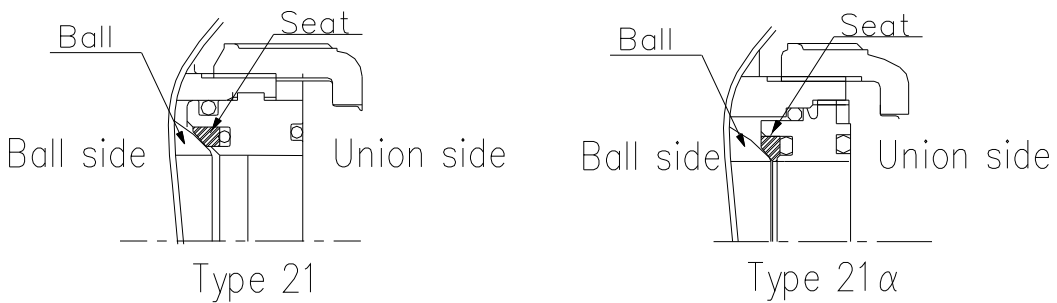 Ball
Seat
Ball side
Union side
Type 21
Ball
Seat
Ball side
Union side
Type 21α